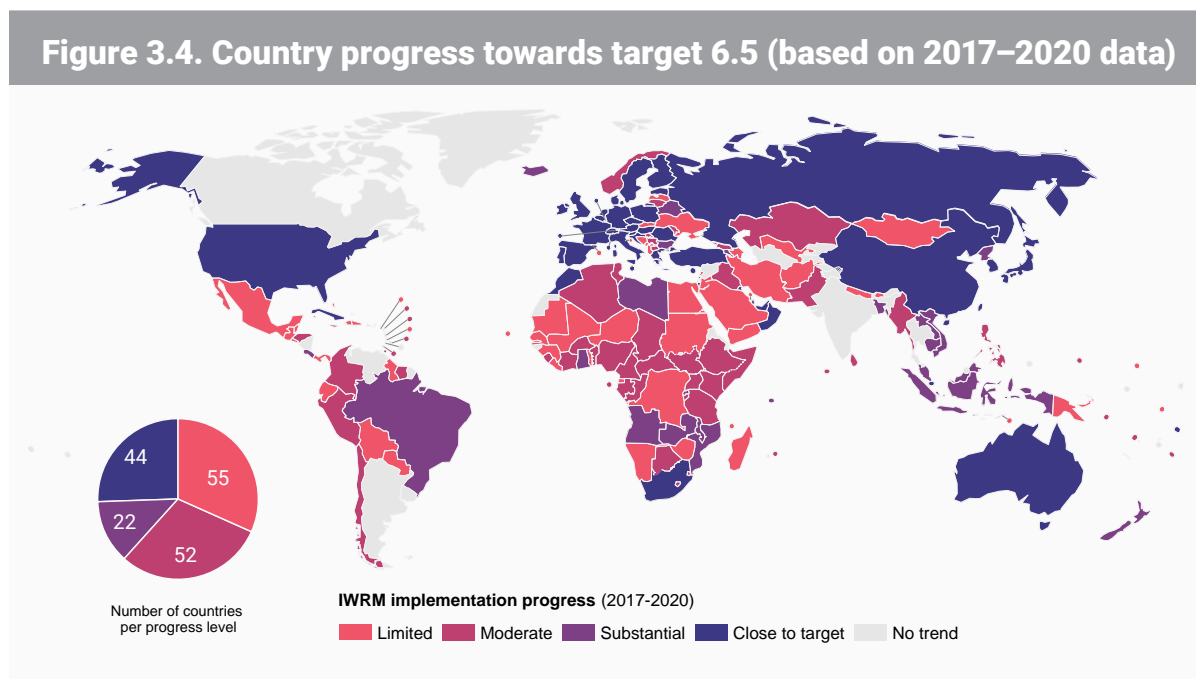 Figure 3.4. Country progress towards target 6.5 (based on 2017–2020 data)
44
55
22
52
Number of countries
per progress level
IWRM implementation progress (2017-2020)
Limited
Moderate
Substantial
Close to target
No trend